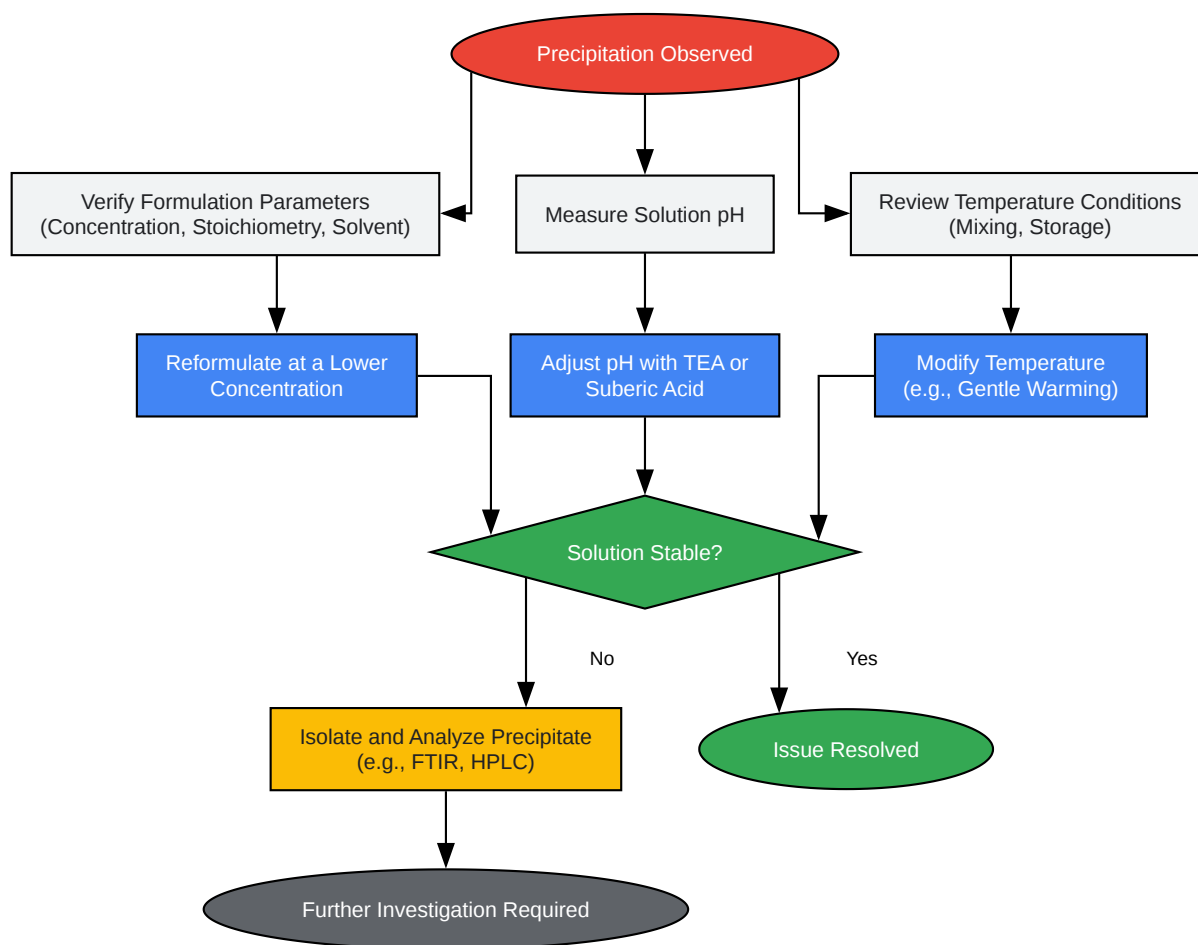 Precipitation Observed
Verify Formulation Parameters
(Concentration, Stoichiometry, Solvent)
Measure Solution pH
Review Temperature Conditions
(Mixing, Storage)
Reformulate at a Lower
Concentration
Adjust pH with TEA or
Suberic Acid
Modify Temperature
(e.g., Gentle Warming)
Solution Stable?
No
Yes
Isolate and Analyze Precipitate
(e.g., FTIR, HPLC)
Issue Resolved
Further Investigation Required